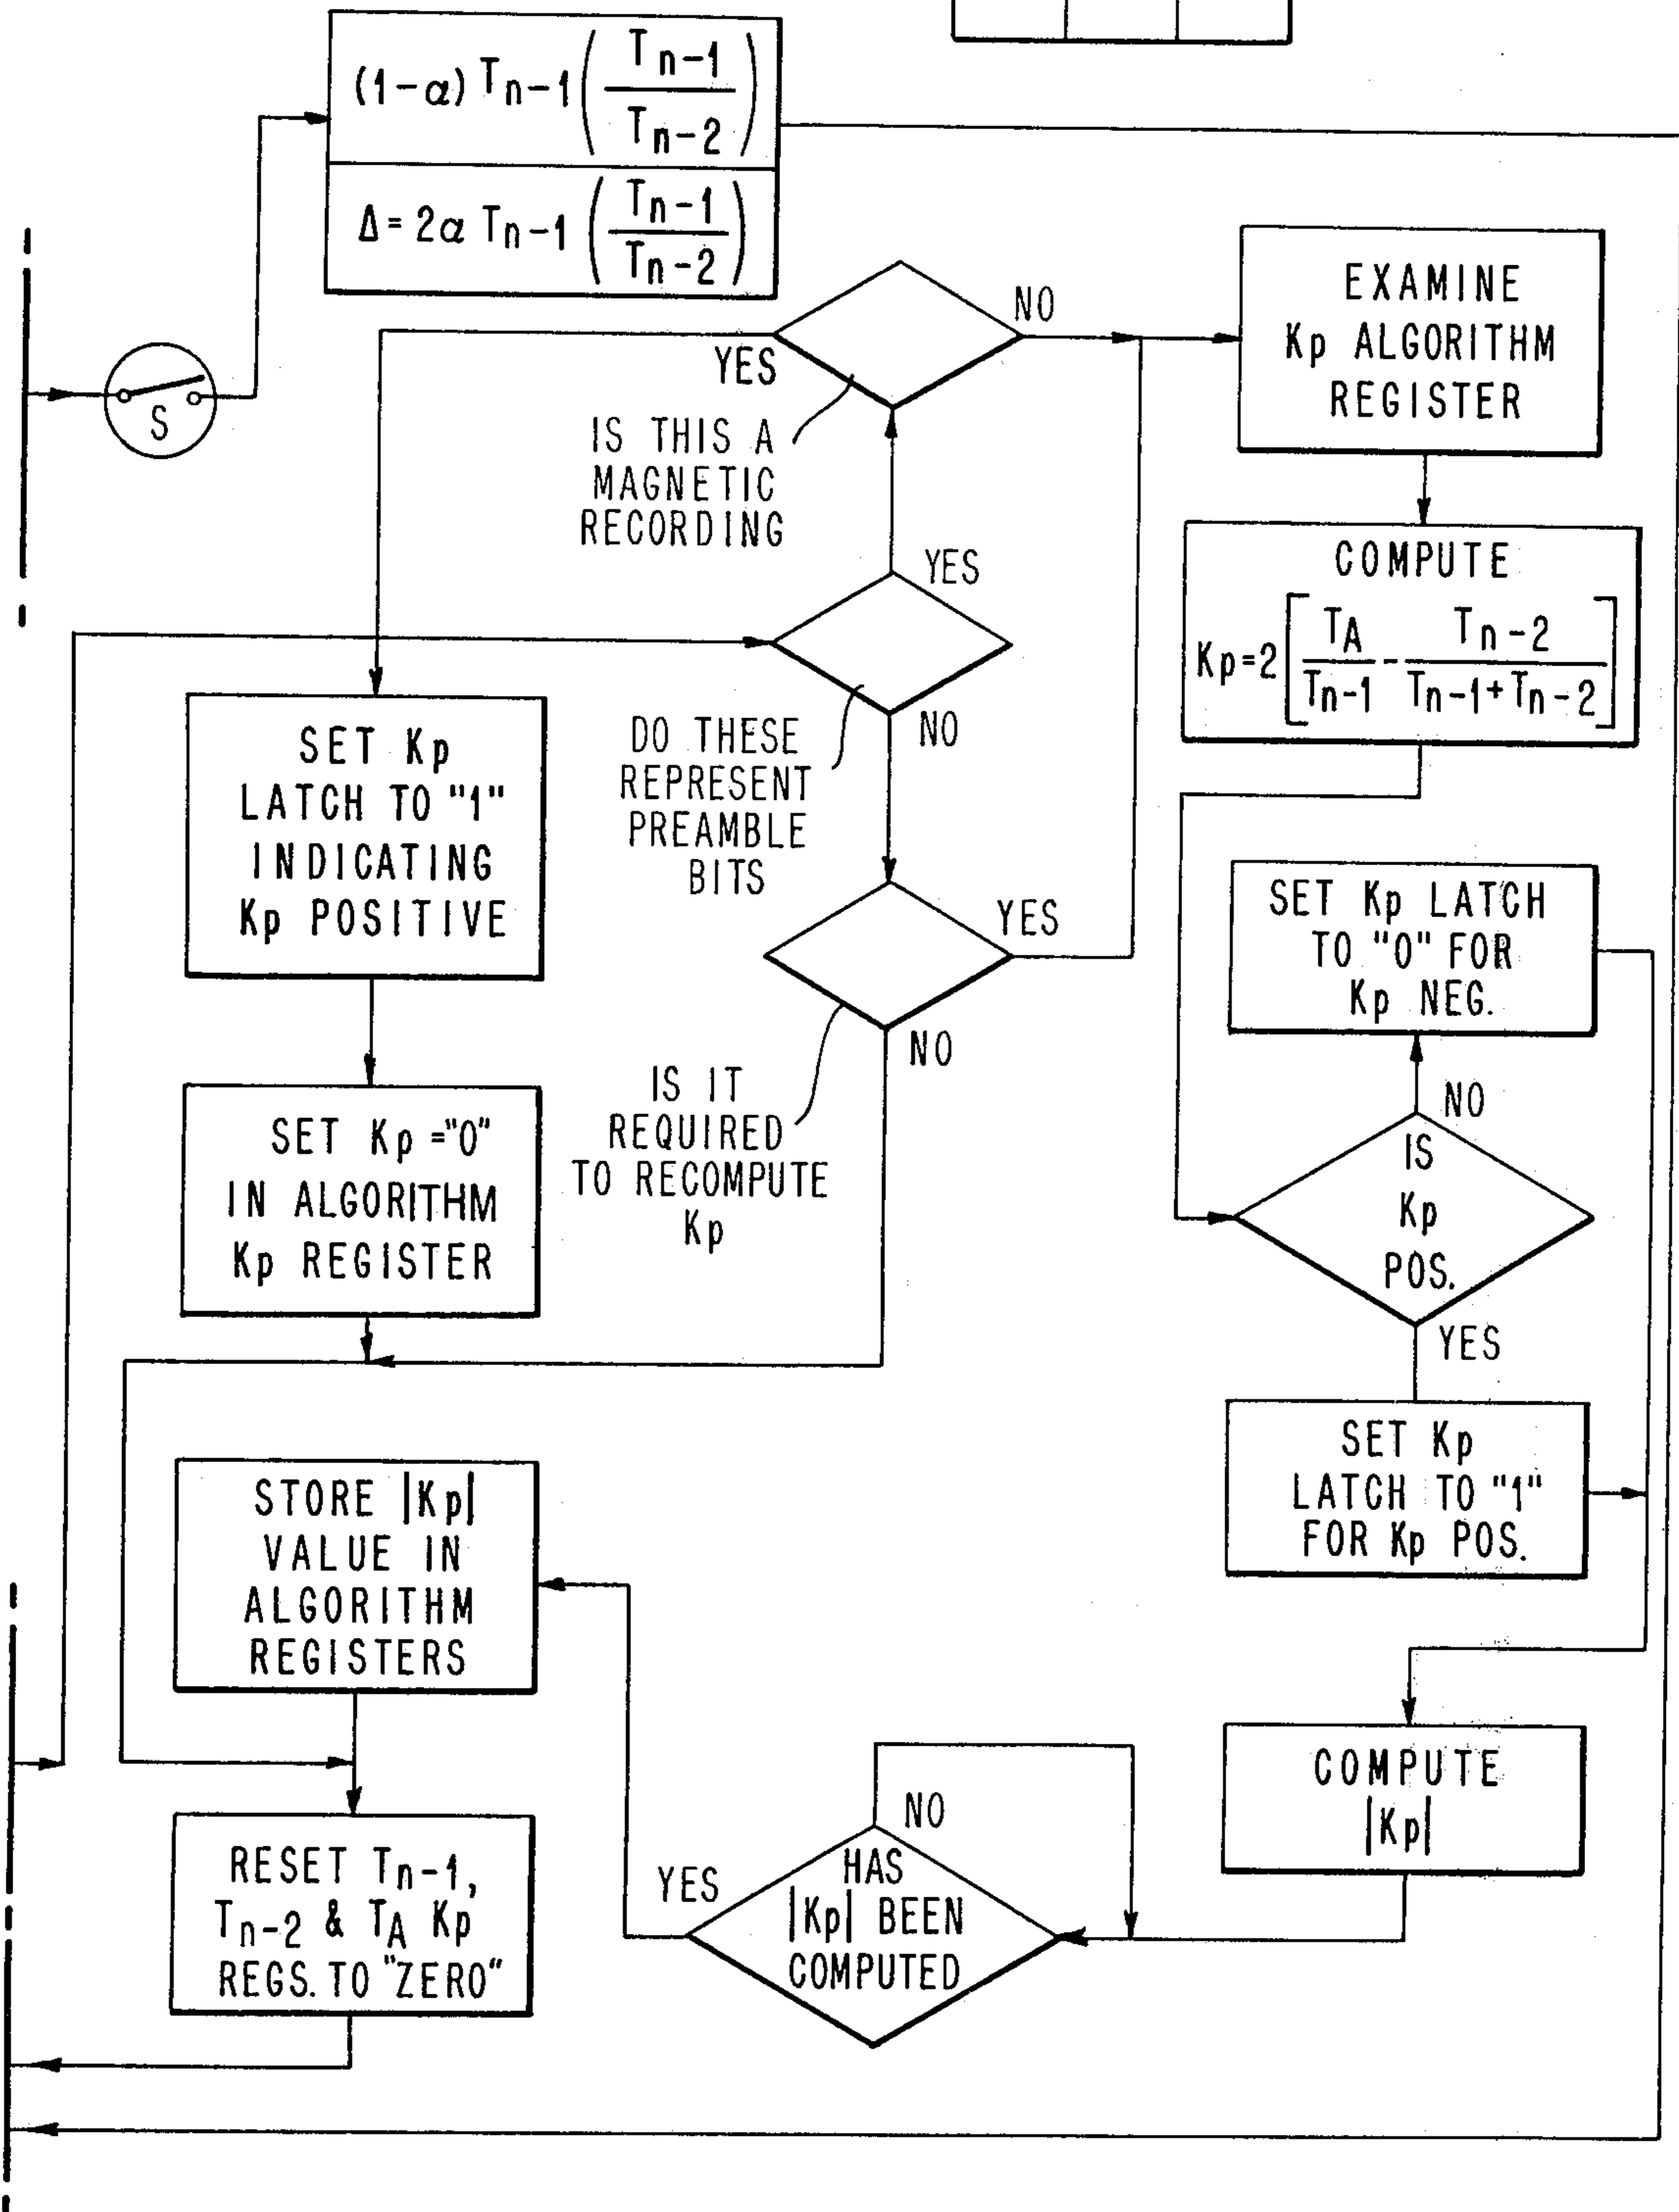 (1-α) Tn-1 ( Tn-1 / Tn-2 )
Δ = 2α Tn-1 ( Tn-1 / Tn-2 )
S
NO
YES
IS THIS A
MAGNETIC
RECORDING
EXAMINE
Kp ALGORITHM
REGISTER
YES
COMPUTE
Kp = 2 [ TA / Tn-1 - Tn-2 / Tn-1 + Tn-2 ]
NO
DO THESE
REPRESENT
PREAMBLE
BITS
SET Kp
LATCH TO "1"
INDICATING
Kp POSITIVE
YES
NO
IS IT
REQUIRED
TO RECOMPUTE
Kp
SET Kp LATCH
TO "0" FOR
Kp NEG.
NO
IS
Kp
POS.
YES
SET Kp = "0"
IN ALGORITHM
Kp REGISTER
SET Kp
LATCH TO "1"
FOR Kp POS.
STORE |Kp|
VALUE IN
ALGORITHM
REGISTERS
COMPUTE
|Kp|
NO
YES
HAS
|Kp| BEEN
COMPUTED
RESET Tn-1,
Tn-2 & TA Kp
REGS. TO "ZERO"